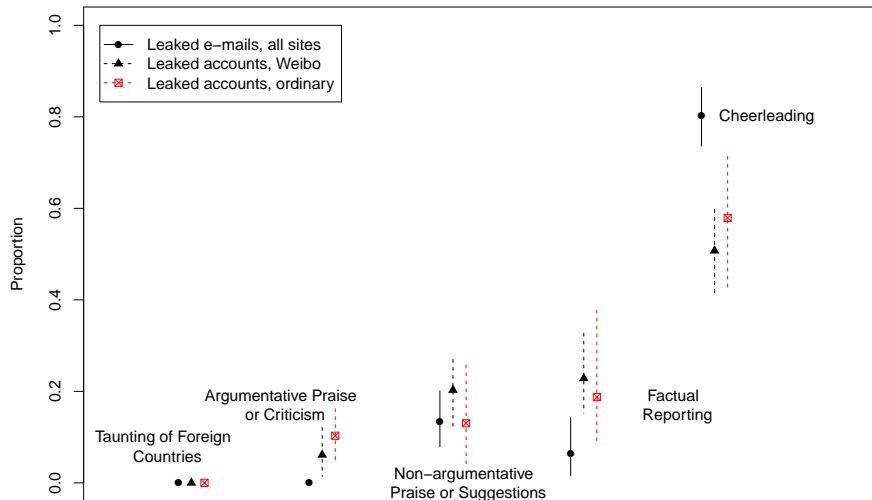 1.0
0.8
0.6
0.4
0.2
0.0
Proportion
Leaked e−mails, all sites
Leaked accounts, Weibo
Leaked accounts, ordinary
Cheerleading
Argumentative Praise
or Criticism
Factual
Reporting
Taunting of Foreign
Countries
Non−argumentative
Praise or Suggestions